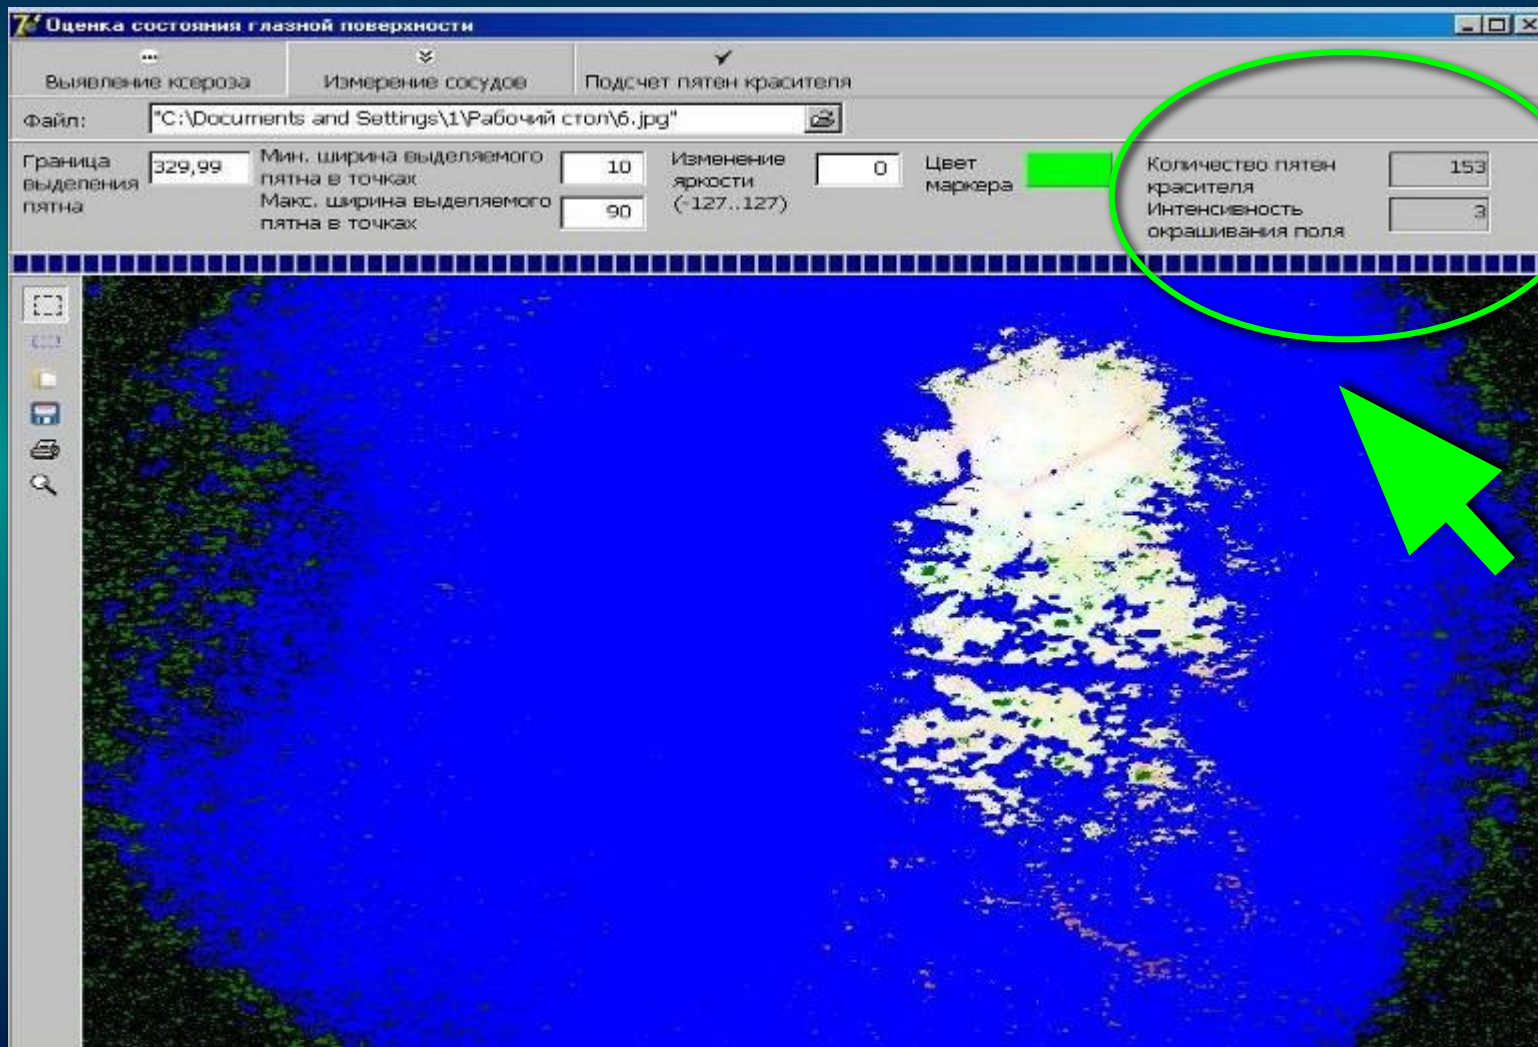 Оценка состояния глазной поверхности
Выявление ксероза
Измерение сосудов
Подсчет пятен красителя
Файл:
"C:\Documents and Settings\1\Рабочий стол\6.jpg"
Граница
выделения
пятна
329,99
Мин. ширина выделяемого
пятна в точках
10
Макс. ширина выделяемого
пятна в точках
90
Изменение
яркости
(-127..127)
0
Цвет
маркера
Количество пятен
красителя
153
Интенсивность
окрашивания поля
3